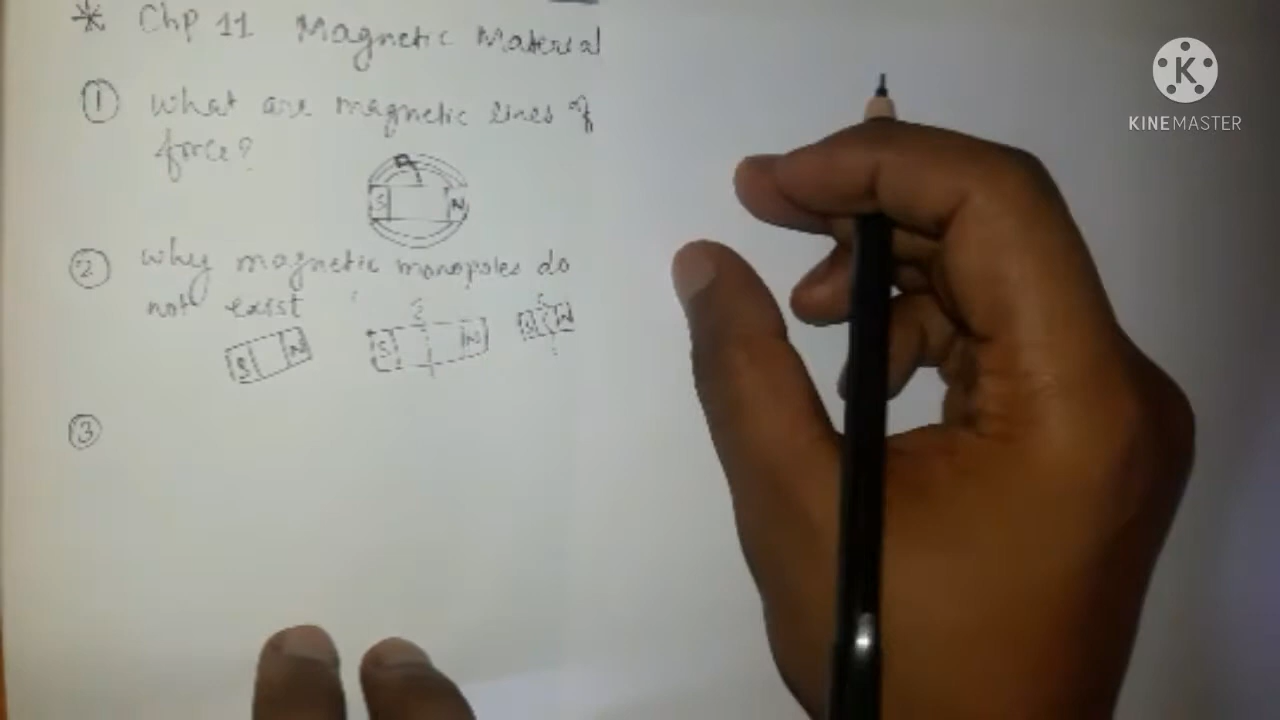 * Chp 11 Magnetic Material
① What are magnetic lines of
force?
S N
② Why magnetic monopoles do
not exist
S N S N S N
③
K
KINEMASTER